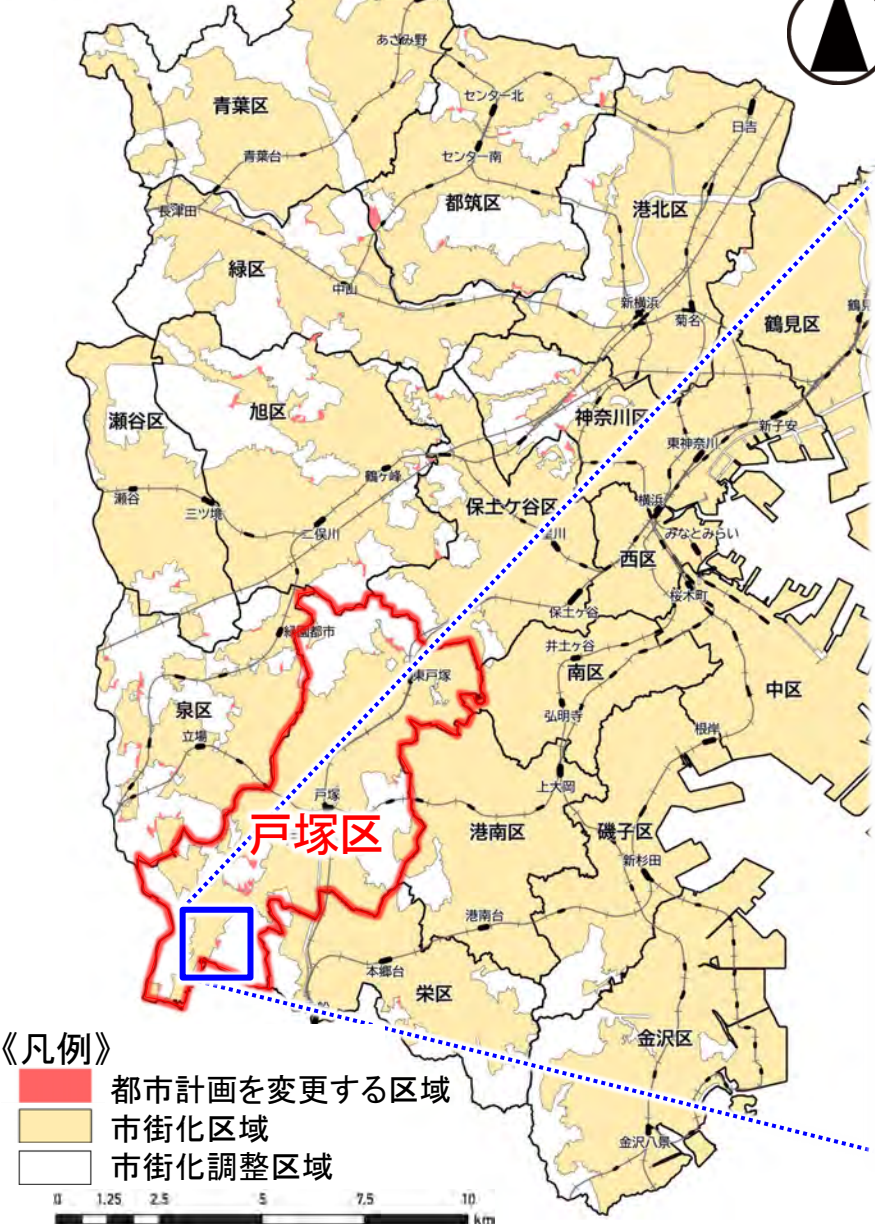 あざみ野
青葉区
センター北
日吉
青葉台
センター南
都筑区
長津田
港北区
緑区
中山
新横浜
菊名
鶴見区
瀬谷区
旭区
神奈川区
新子安
東神奈川
鶴ヶ峰
瀬谷
三ツ境
二俣川
保土ケ谷区
横浜
みなとみらい
西区
桜木町
保土ヶ谷
緑園都市
井土ヶ谷
南区
東戸塚
中区
泉区
立場
弘明寺
根岸
上大岡
戸塚
戸塚区
港南区
磯子区
新杉田
港南台
本郷台
栄区
金沢区
金沢八景
《凡例》
都市計画を変更する区域
市街化区域
市街化調整区域
0 1.25 2.5 5 7.5 10
km